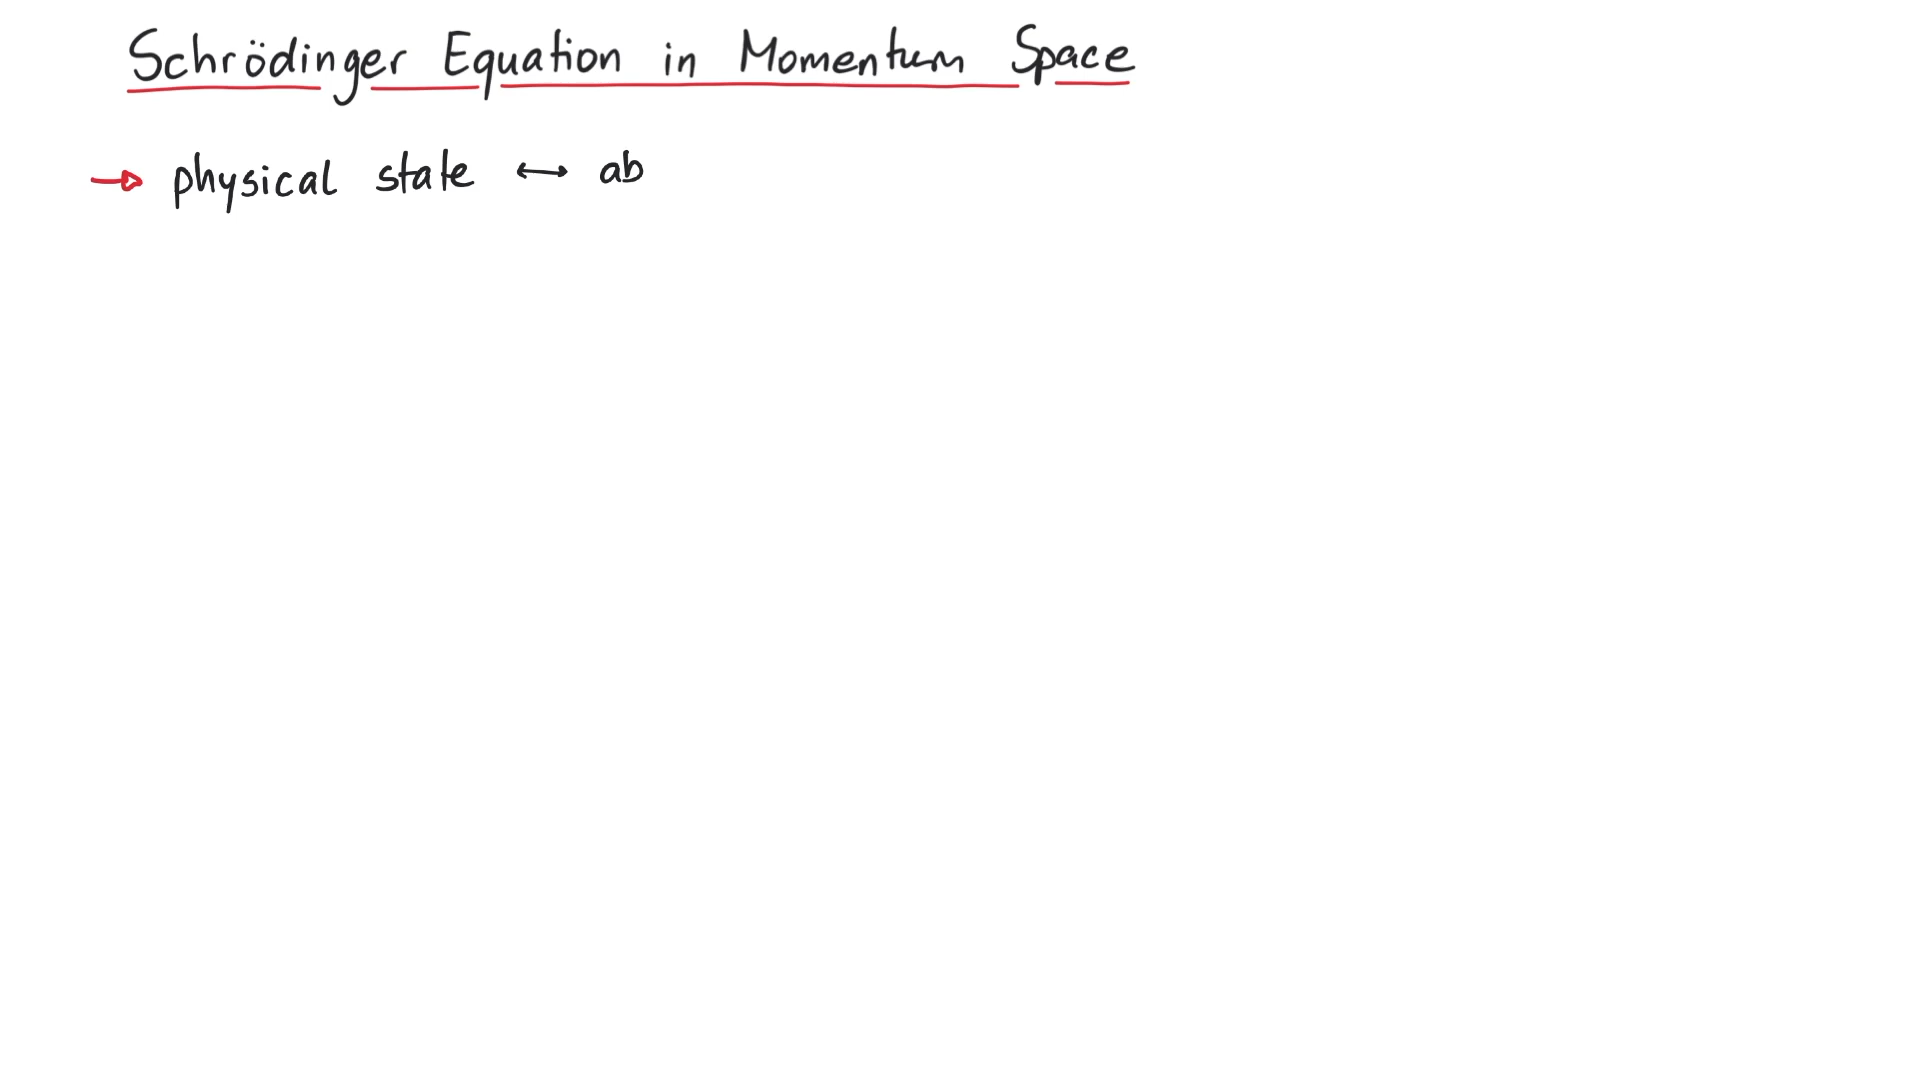 Schrödinger Equation in Momentum Space
→ physical state ↔ ab